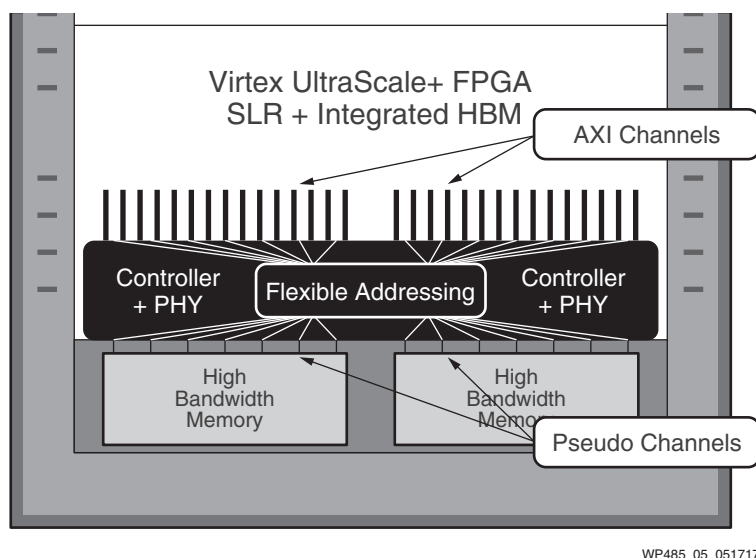 Virtex UltraScale+ FPGA
SLR + Integrated HBM
AXI Channels
Controller
+ PHY
Flexible Addressing
Controller
+ PHY
High
Bandwidth
Memory
High
Bandwidth
Memory
Pseudo Channels
WP485_05_051717